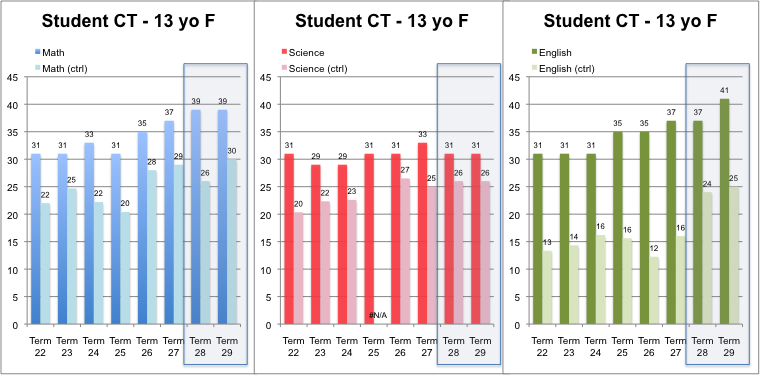 Student CT - 13 yo F
Math
Math (ctrl)
45
40
35
30
25
20
15
10
5
0
31 22 31 25 33 22 31 20 35 28 37 29 39 26 39 30
Term Term Term Term Term Term Term Term
22 23 24 25 26 27 28 29
Student CT - 13 yo F
Science
Science (ctrl)
45
40
35
30
25
20
15
10
5
0
31 20 29 22 29 23 31 #N/A 31 27 33 25 31 26 31 26
Term Term Term Term Term Term Term Term
22 23 24 25 26 27 28 29
Student CT - 13 yo F
English
English (ctrl)
45
40
35
30
25
20
15
10
5
0
31 13 31 14 31 16 35 16 35 12 37 16 37 24 41 25
Term Term Term Term Term Term Term Term
22 23 24 25 26 27 28 29